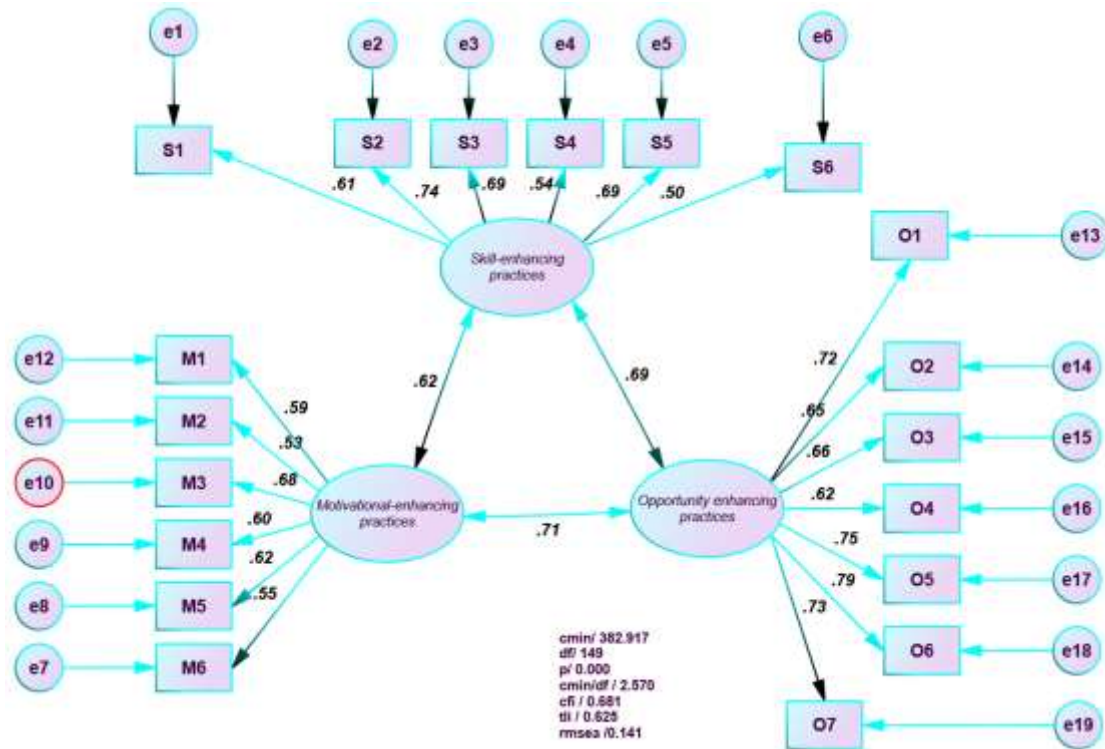 e1
e2
e3
e4
e5
e6
S1
S2
S3
S4
S5
S6
.61
.74
.69
.54
.69
.50
Skill-enhancing
practices
O1
e13
e12
M1
.62
.69
.72
O2
e14
.59
.65
e11
M2
.53
O3
e15
.66
e10
M3
.68
Motivational-enhancing
practices
Opportunity enhancing
practices
.62
O4
e16
.60
.71
e9
M4
.62
.75
O5
e17
e8
M5
.55
.79
.73
O6
e18
e7
M6
cmin/ 382.917
df/ 149
p/ 0.000
cmin/df / 2.570
cfi / 0.681
tli / 0.625
rmsea /0.141
O7
e19